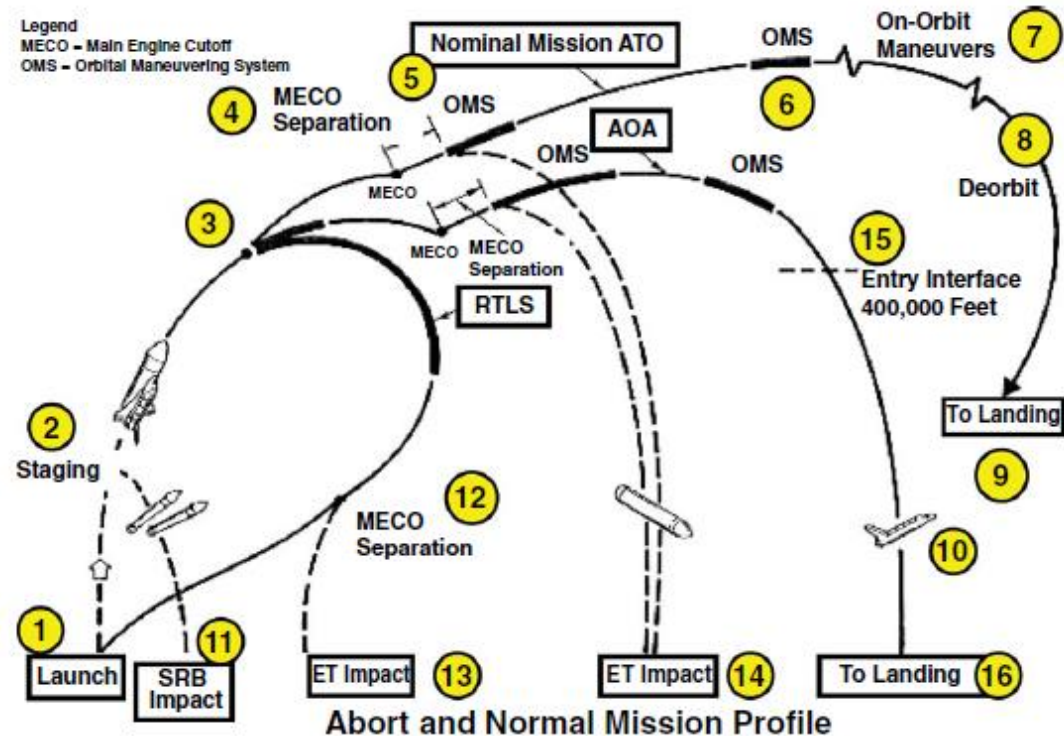 Legend
MECO – Main Engine Cutoff
OMS – Orbital Maneuvering System
4
MECO
Separation
5
Nominal Mission ATO
OMS
OMS
6
On-Orbit
Maneuvers
7
8
Deorbit
3
MECO
OMS
AOA
OMS
MECO
MECO
Separation
RTLS
15
Entry Interface
400,000 Feet
To Landing
9
2
Staging
12
MECO
Separation
10
1
Launch
11
SRB
Impact
ET Impact
13
ET Impact
14
To Landing
16
Abort and Normal Mission Profile